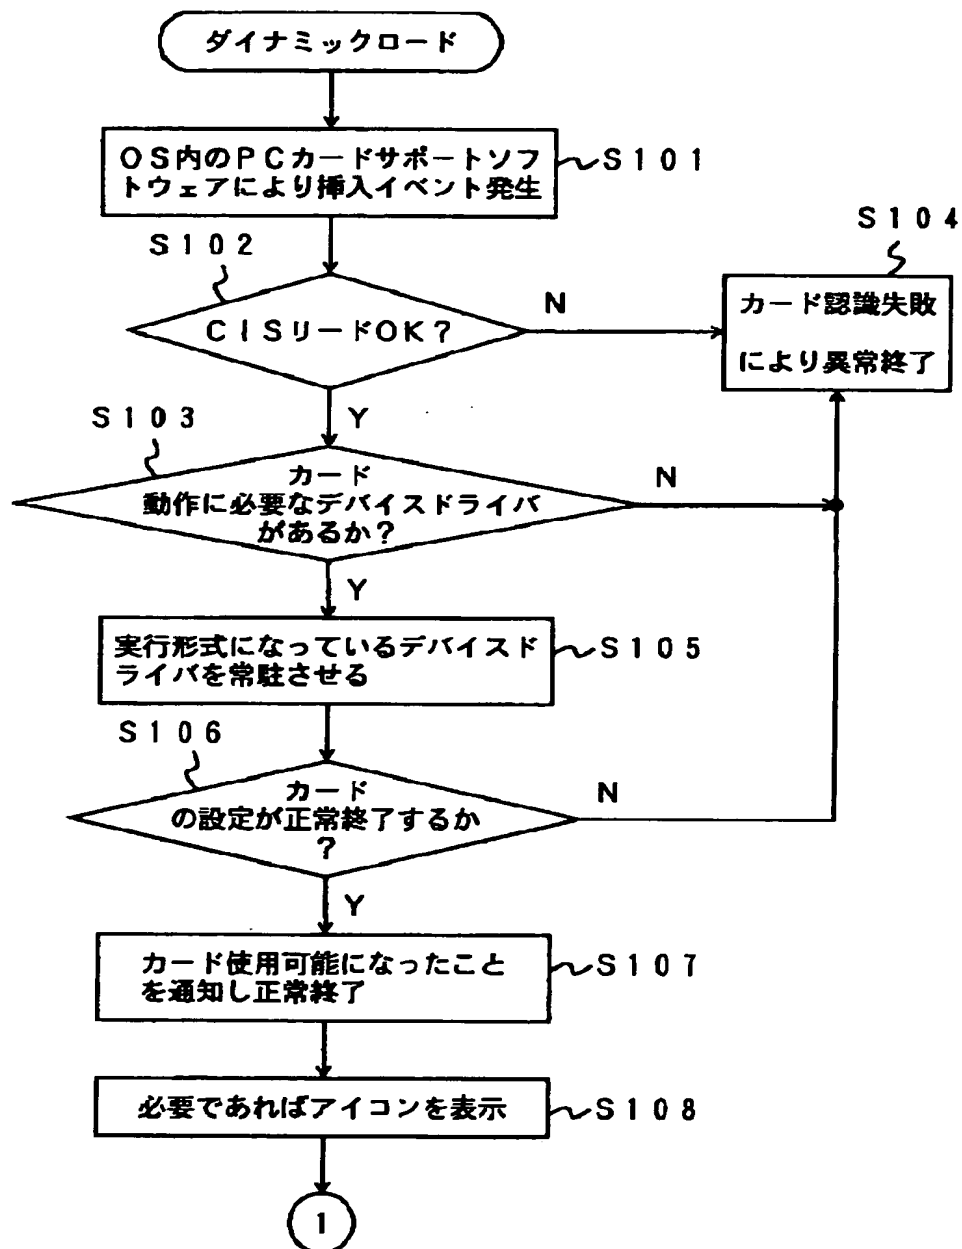 ダイナミックロード
OS内のPCカードサポートソフ
トウェアにより挿入イベント発生
S101
S102
CISリードOK?
N
S104
カード認識失敗
により異常終了
Y
S103
カード
動作に必要なデバイスドライバ
があるか?
N
Y
実行形式になっているデバイスド
ライバを常駐させる
S105
S106
カード
の設定が正常終了するか
?
N
Y
カード使用可能になったこと
を通知し正常終了
S107
必要であればアイコンを表示
S108
1